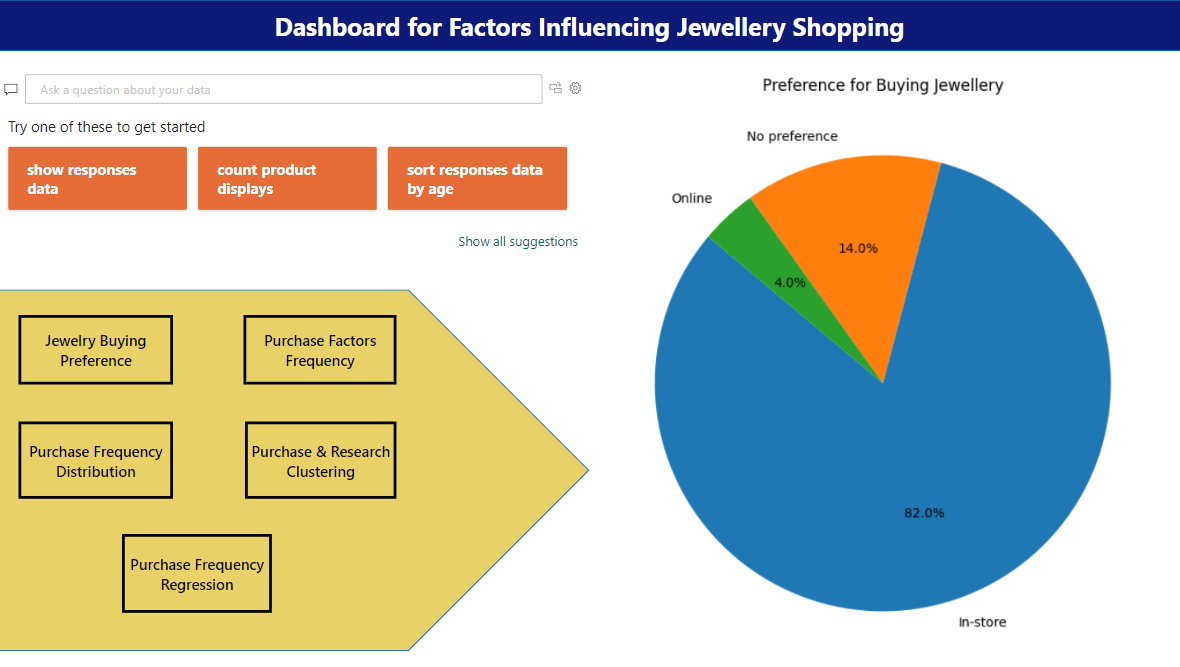 Dashboard for Factors Influencing Jewellery Shopping
Ask a question about your data
Try one of these to get started
show responses
data
count product
displays
sort responses data
by age
Show all suggestions
Jewelry Buying
Preference
Purchase Factors
Frequency
Purchase Frequency
Distribution
Purchase & Research
Clustering
Purchase Frequency
Regression
Preference for Buying Jewellery
No preference
Online
14.0%
4.0%
82.0%
In-store